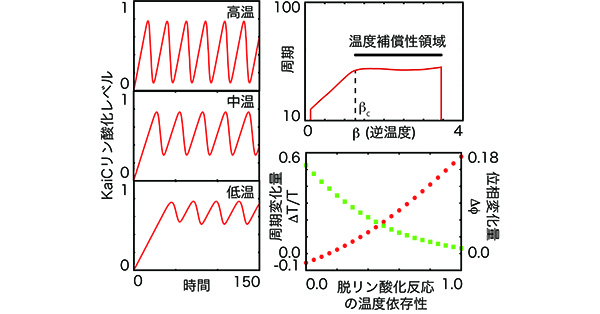 高温
1
0
中温
1
0
低温
1
0
KaiCリン酸化レベル
0
150
時間
100
温度補償性領域
周期
βc
10
0
4
β (逆温度)
0.6
0.18
周期変化量
ΔT/T
位相変化量
Δφ
0.0
-0.1
0.0
0.0
1.0
脱リン酸化反応
の温度依存性